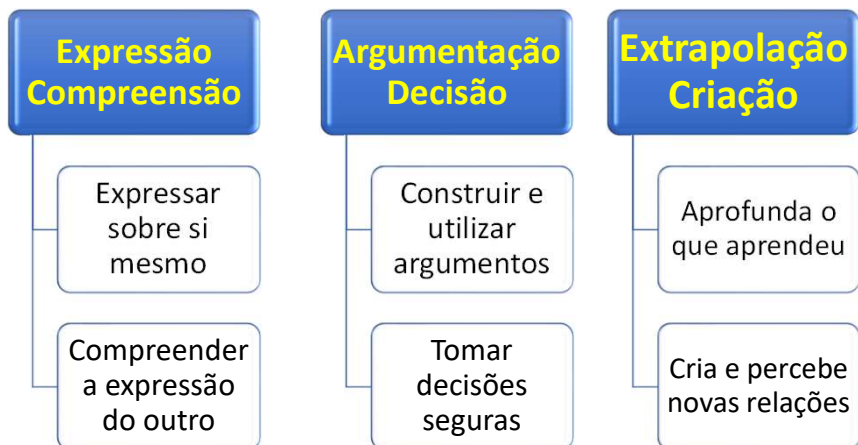 Expressão
Compreensão
Expressar
sobre si
mesmo
Compreender
a expressão
do outro
Argumentação
Decisão
Construir e
utilizar
argumentos
Tomar
decisões
seguras
Extrapolação
Criação
Aprofunda o
que aprendeu
Cria e percebe
novas relações